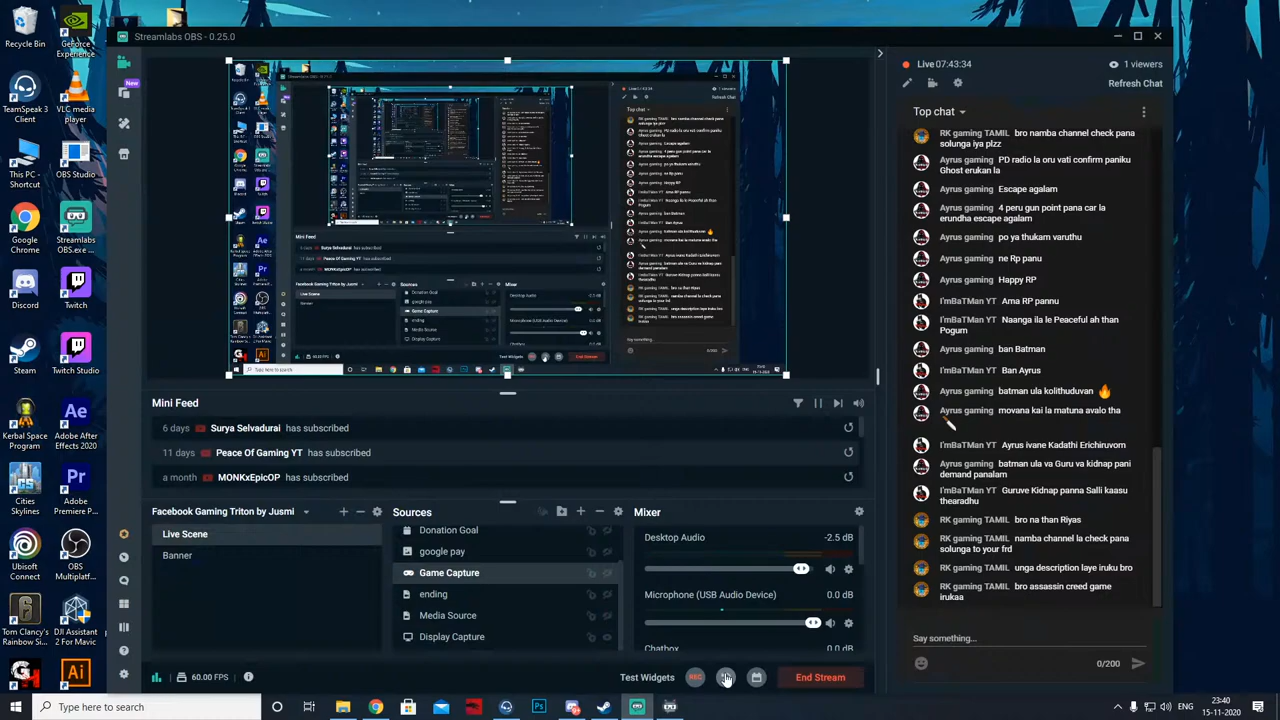 Recycle Bin
GeForce
Experience
TeamSpeak 3
VLC media
player
This PC -
Shortcut
OBS Studio
Google
Chrome
Streamlabs
OBS
Discord
Twitch
Steam
Twitch Studio
Kerbal Space
Program
Adobe After
Effects 2020
Cities
Skylines
Adobe
Premiere P...
Ubisoft
Connect
OBS
Multiplatf...
Tom Clancy's
Rainbow Si...
DJI Assistant
2 For Mavic
Streamlabs OBS - 0.25.0
New
Mini Feed
6 days Surya Selvadurai has subscribed
11 days Peace Of Gaming YT has subscribed
a month MONKxEpicOP has subscribed
Facebook Gaming Triton by Jusmi
Live Scene
Banner
Sources
Donation Goal
google pay
Game Capture
ending
Media Source
Display Capture
Mixer
Desktop Audio -2.5 dB
Microphone (USB Audio Device) 0.0 dB
Chatbox
60.00 FPS
Test Widgets REC End Stream
Live 07:43:34 1 viewers
Refresh Chat
Top chat
RK gaming TAMIL bro namba channel check pana
solunga iya plzz
Ayrus gaming PD radio la eru vati confirm panku
Ghost erukan la
Ayrus gaming Escape agalam
Ayrus gaming 4 peru gun point pana car la
erundha escape agalam
Ayrus gaming po ya thukam varuthu
Ayrus gaming ne Rp panu
Ayrus gaming Happy RP
I'mBaTMan YT Ama RP pannu
I'mBaTMan YT Naanga ila le Peaceful ah than
Pogum
Ayrus gaming ban Batman
I'mBaTMan YT Ban Ayrus
Ayrus gaming batman ula kolithuduvan 🔥
Ayrus gaming movana kai la matuna avalo tha
🔪
I'mBaTMan YT Ayrus ivane Kadathi Erichiruvom
Ayrus gaming batman ula va Guru va kidnap pani
demand panalam
I'mBaTMan YT Guruve Kidnap panna Salli kaasu
thearadhu
RK gaming TAMIL bro na than Riyas
RK gaming TAMIL namba channel la check pana
solunga to your frd
RK gaming TAMIL unga description laye iruku bro
RK gaming TAMIL bro assassin creed game
irukaa
Say something...
0/200
Type here to search
ENG
23:40
15-11-2020